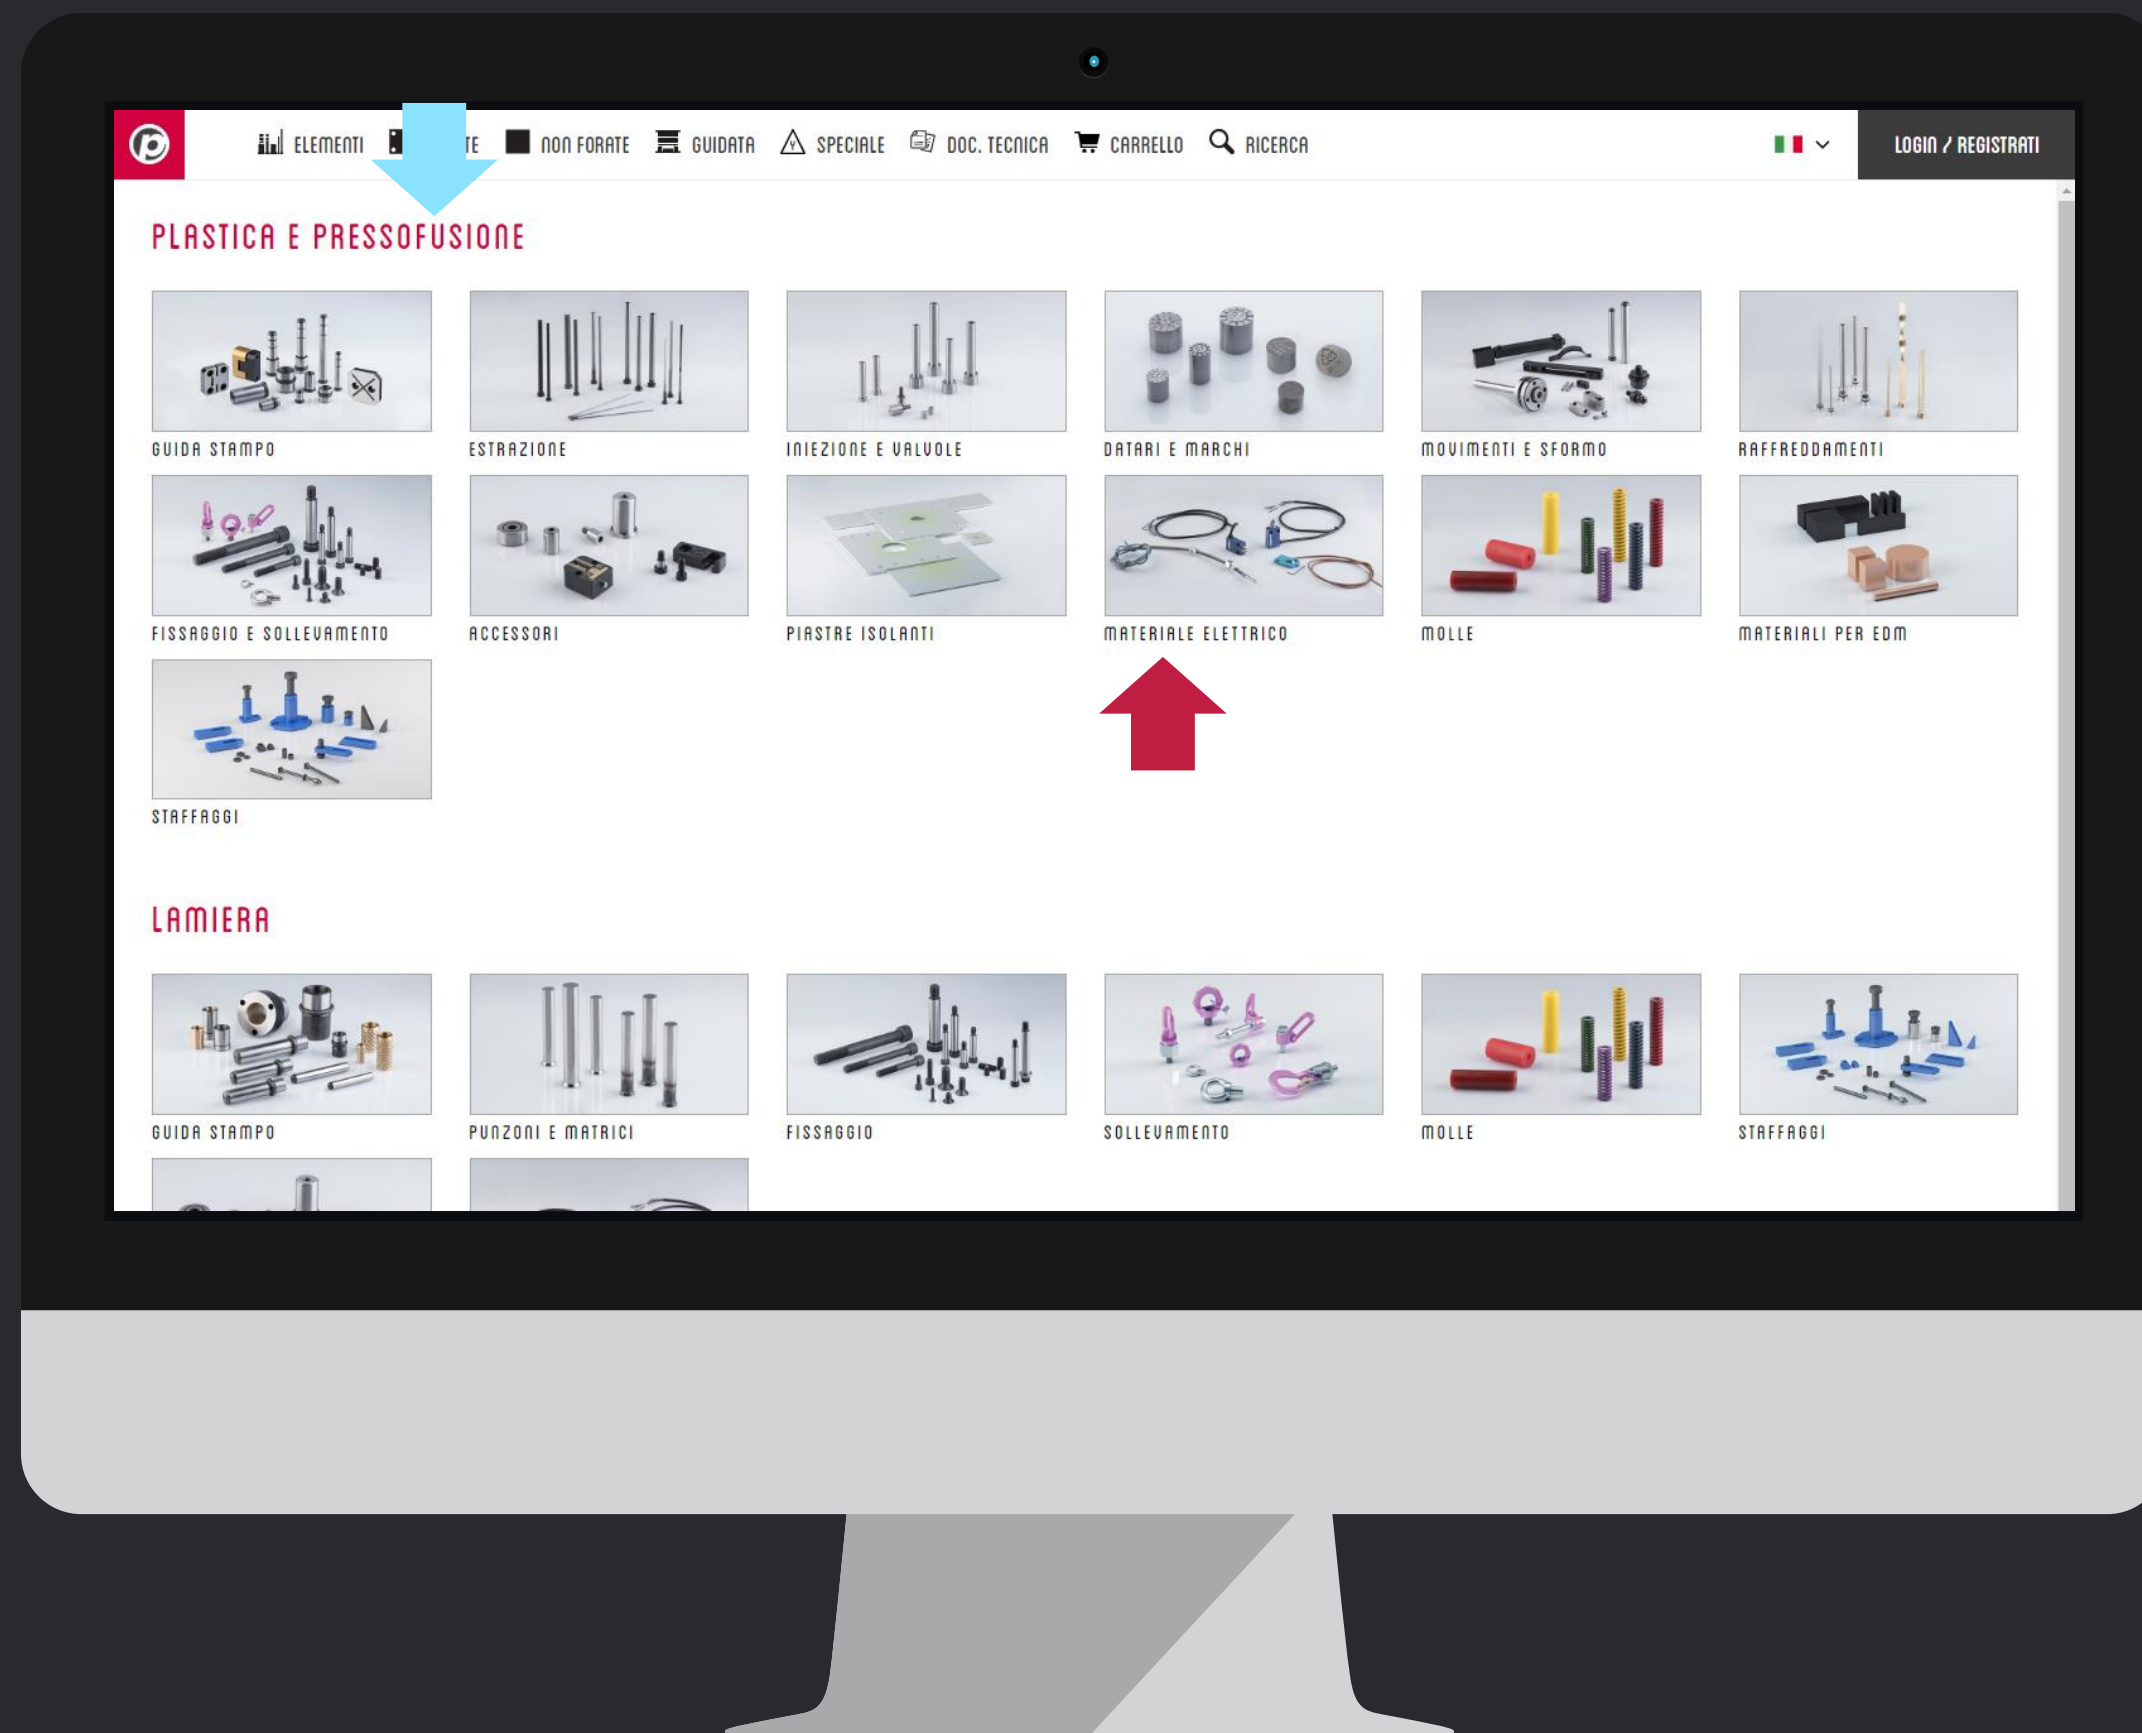 ELEMENTI NON FORATE GUIDATA SPECIALE DOC. TECNICA CARRELLO RICERCA LOGIN / REGISTRATI
PLASTICA E PRESSOFUSIONE
GUIDA STAMPO ESTRAZIONE INIEZIONE E VALVOLE DATARI E MARCHI MOVIMENTI E SFORMO RAFFREDDAMENTI
FISSAGGIO E SOLLEVAMENTO ACCESSORI PIASTRE ISOLANTI MATERIALE ELETTRICO MOLLE MATERIALI PER EDM
STAFFAGGI
LAMIERA
GUIDA STAMPO PUNZONI E MATRICI FISSAGGIO SOLLEVAMENTO MOLLE STAFFAGGI